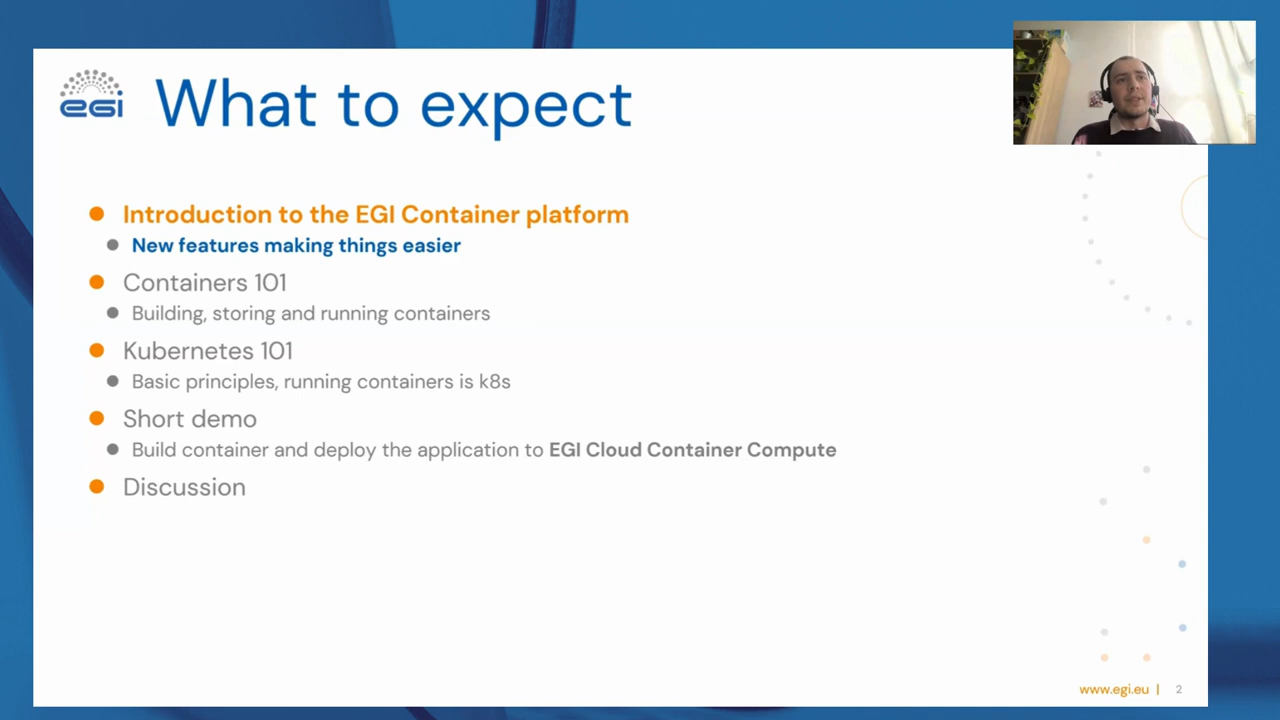 egi
What to expect
Introduction to the EGI Container platform
New features making things easier
Containers 101
Building, storing and running containers
Kubernetes 101
Basic principles, running containers is k8s
Short demo
Build container and deploy the application to EGI Cloud Container Compute
Discussion
www.egi.eu | 2